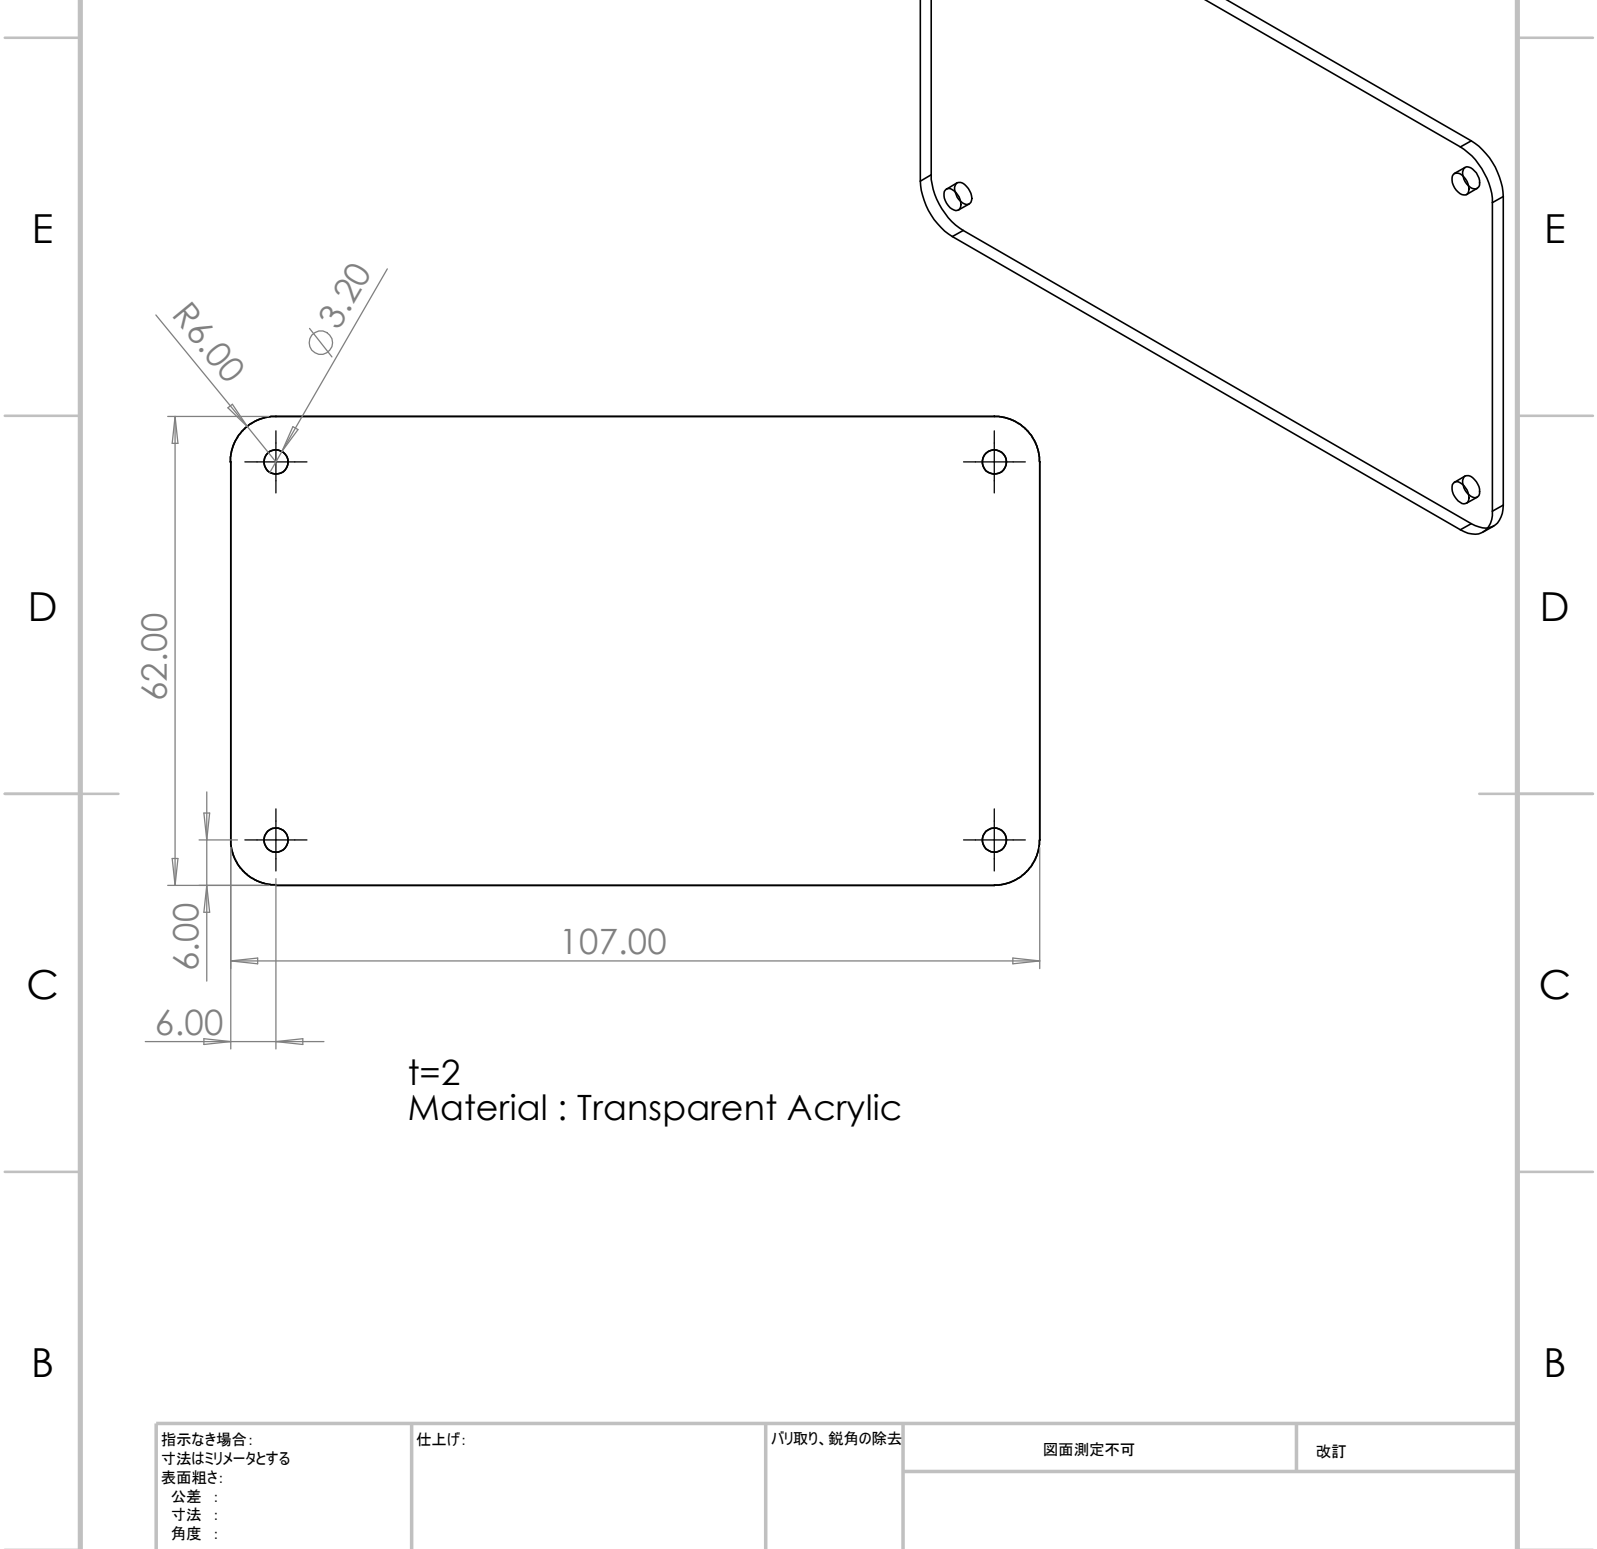 E
E
R6.00
⌀3.20
D
D
62.00
6.00
107.00
6.00
C
C
t=2
Material : Transparent Acrylic
B
B
指示なき場合:
寸法はミリメータとする
表面粗さ:
公差 :
寸法 :
角度 :
仕上げ:
バリ取り、鋭角の除去
図面測定不可
改訂